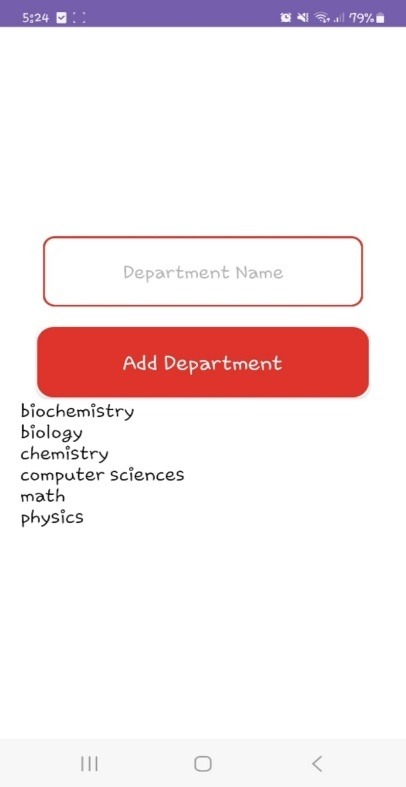 5:24 79%
Department Name
Add Department
biochemistry
biology
chemistry
computer sciences
math
physics